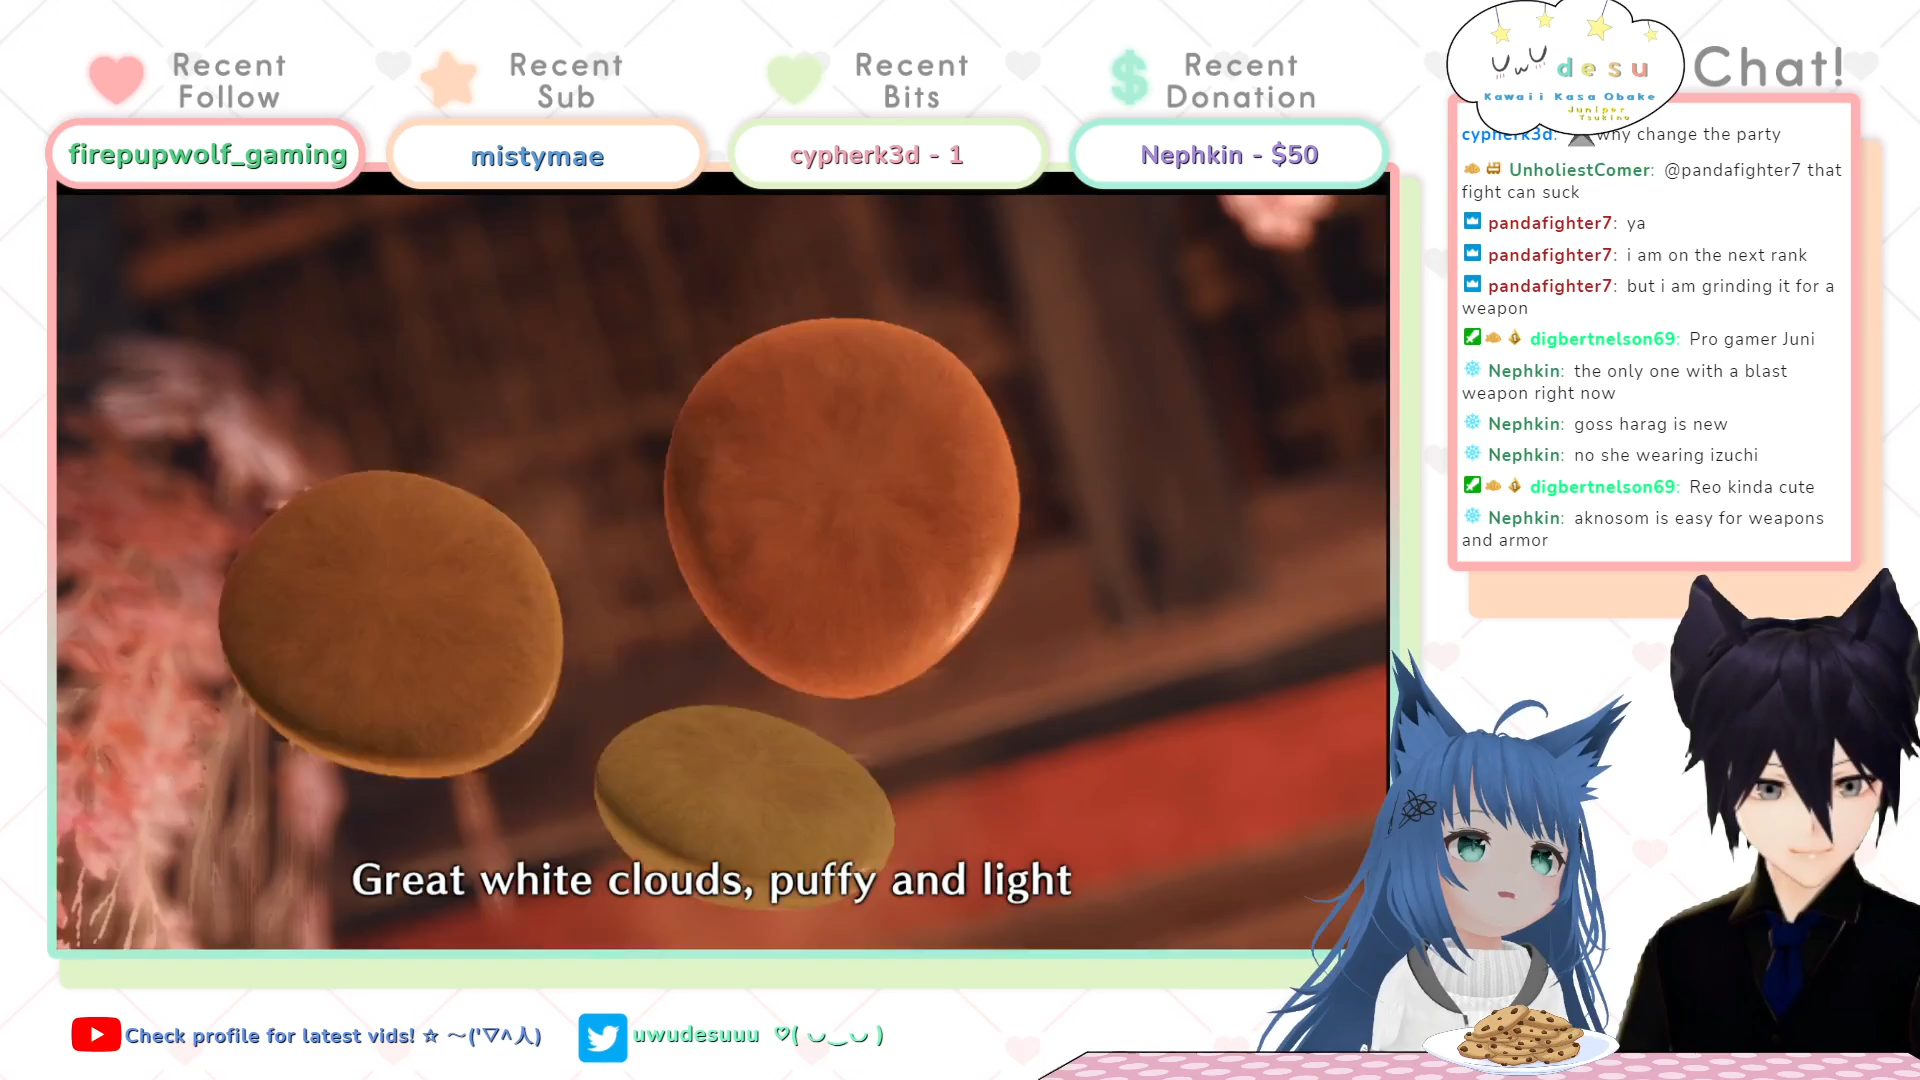 Recent
Follow
Recent
Sub
Recent
Bits
Recent
Donation
UwU desu
Kawaii Kasa Obake
Juniper
Tsukino
Chat!
firepupwolf_gaming
mistymae
cypherk3d - 1
Nephkin - $50
cypherk3d: why change the party
UnholiestComer: @pandafighter7 that
fight can suck
pandafighter7: ya
pandafighter7: i am on the next rank
pandafighter7: but i am grinding it for a
weapon
digbertnelson69: Pro gamer Juni
Nephkin: the only one with a blast
weapon right now
Nephkin: goss harag is new
Nephkin: no she wearing izuchi
digbertnelson69: Reo kinda cute
Nephkin: aknosom is easy for weapons
and armor
Great white clouds, puffy and light
Check profile for latest vids! ☆ ~('▽^人)
uwudesuuu ♡( ◡‿◡ )